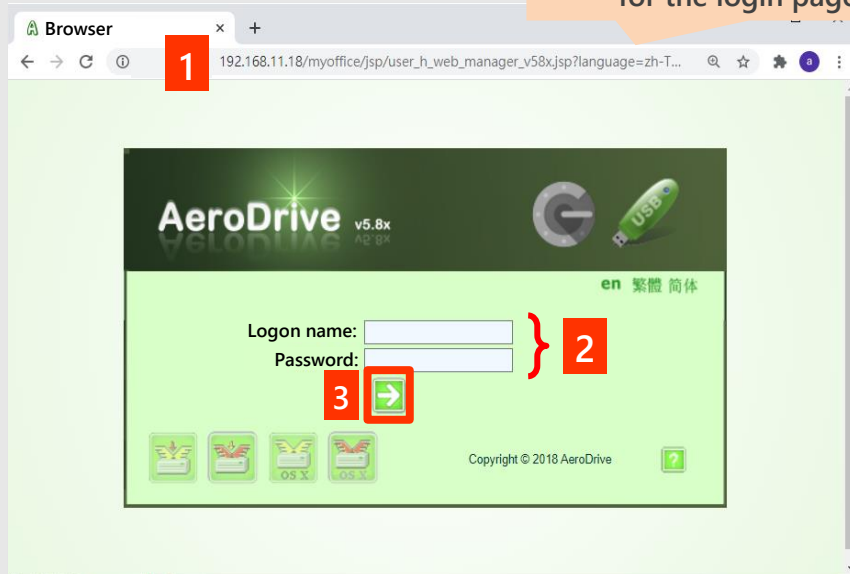 for the login page
Browser
1
192.168.11.18/myoffice/jsp/user_h_web_manager_v58x.jsp?language=zh-T...
a
AeroDrive v5.8x
USB
en 繁體 简体
Logon name:
Password:
2
3
OS X
OS X
Copyright © 2018 AeroDrive
?